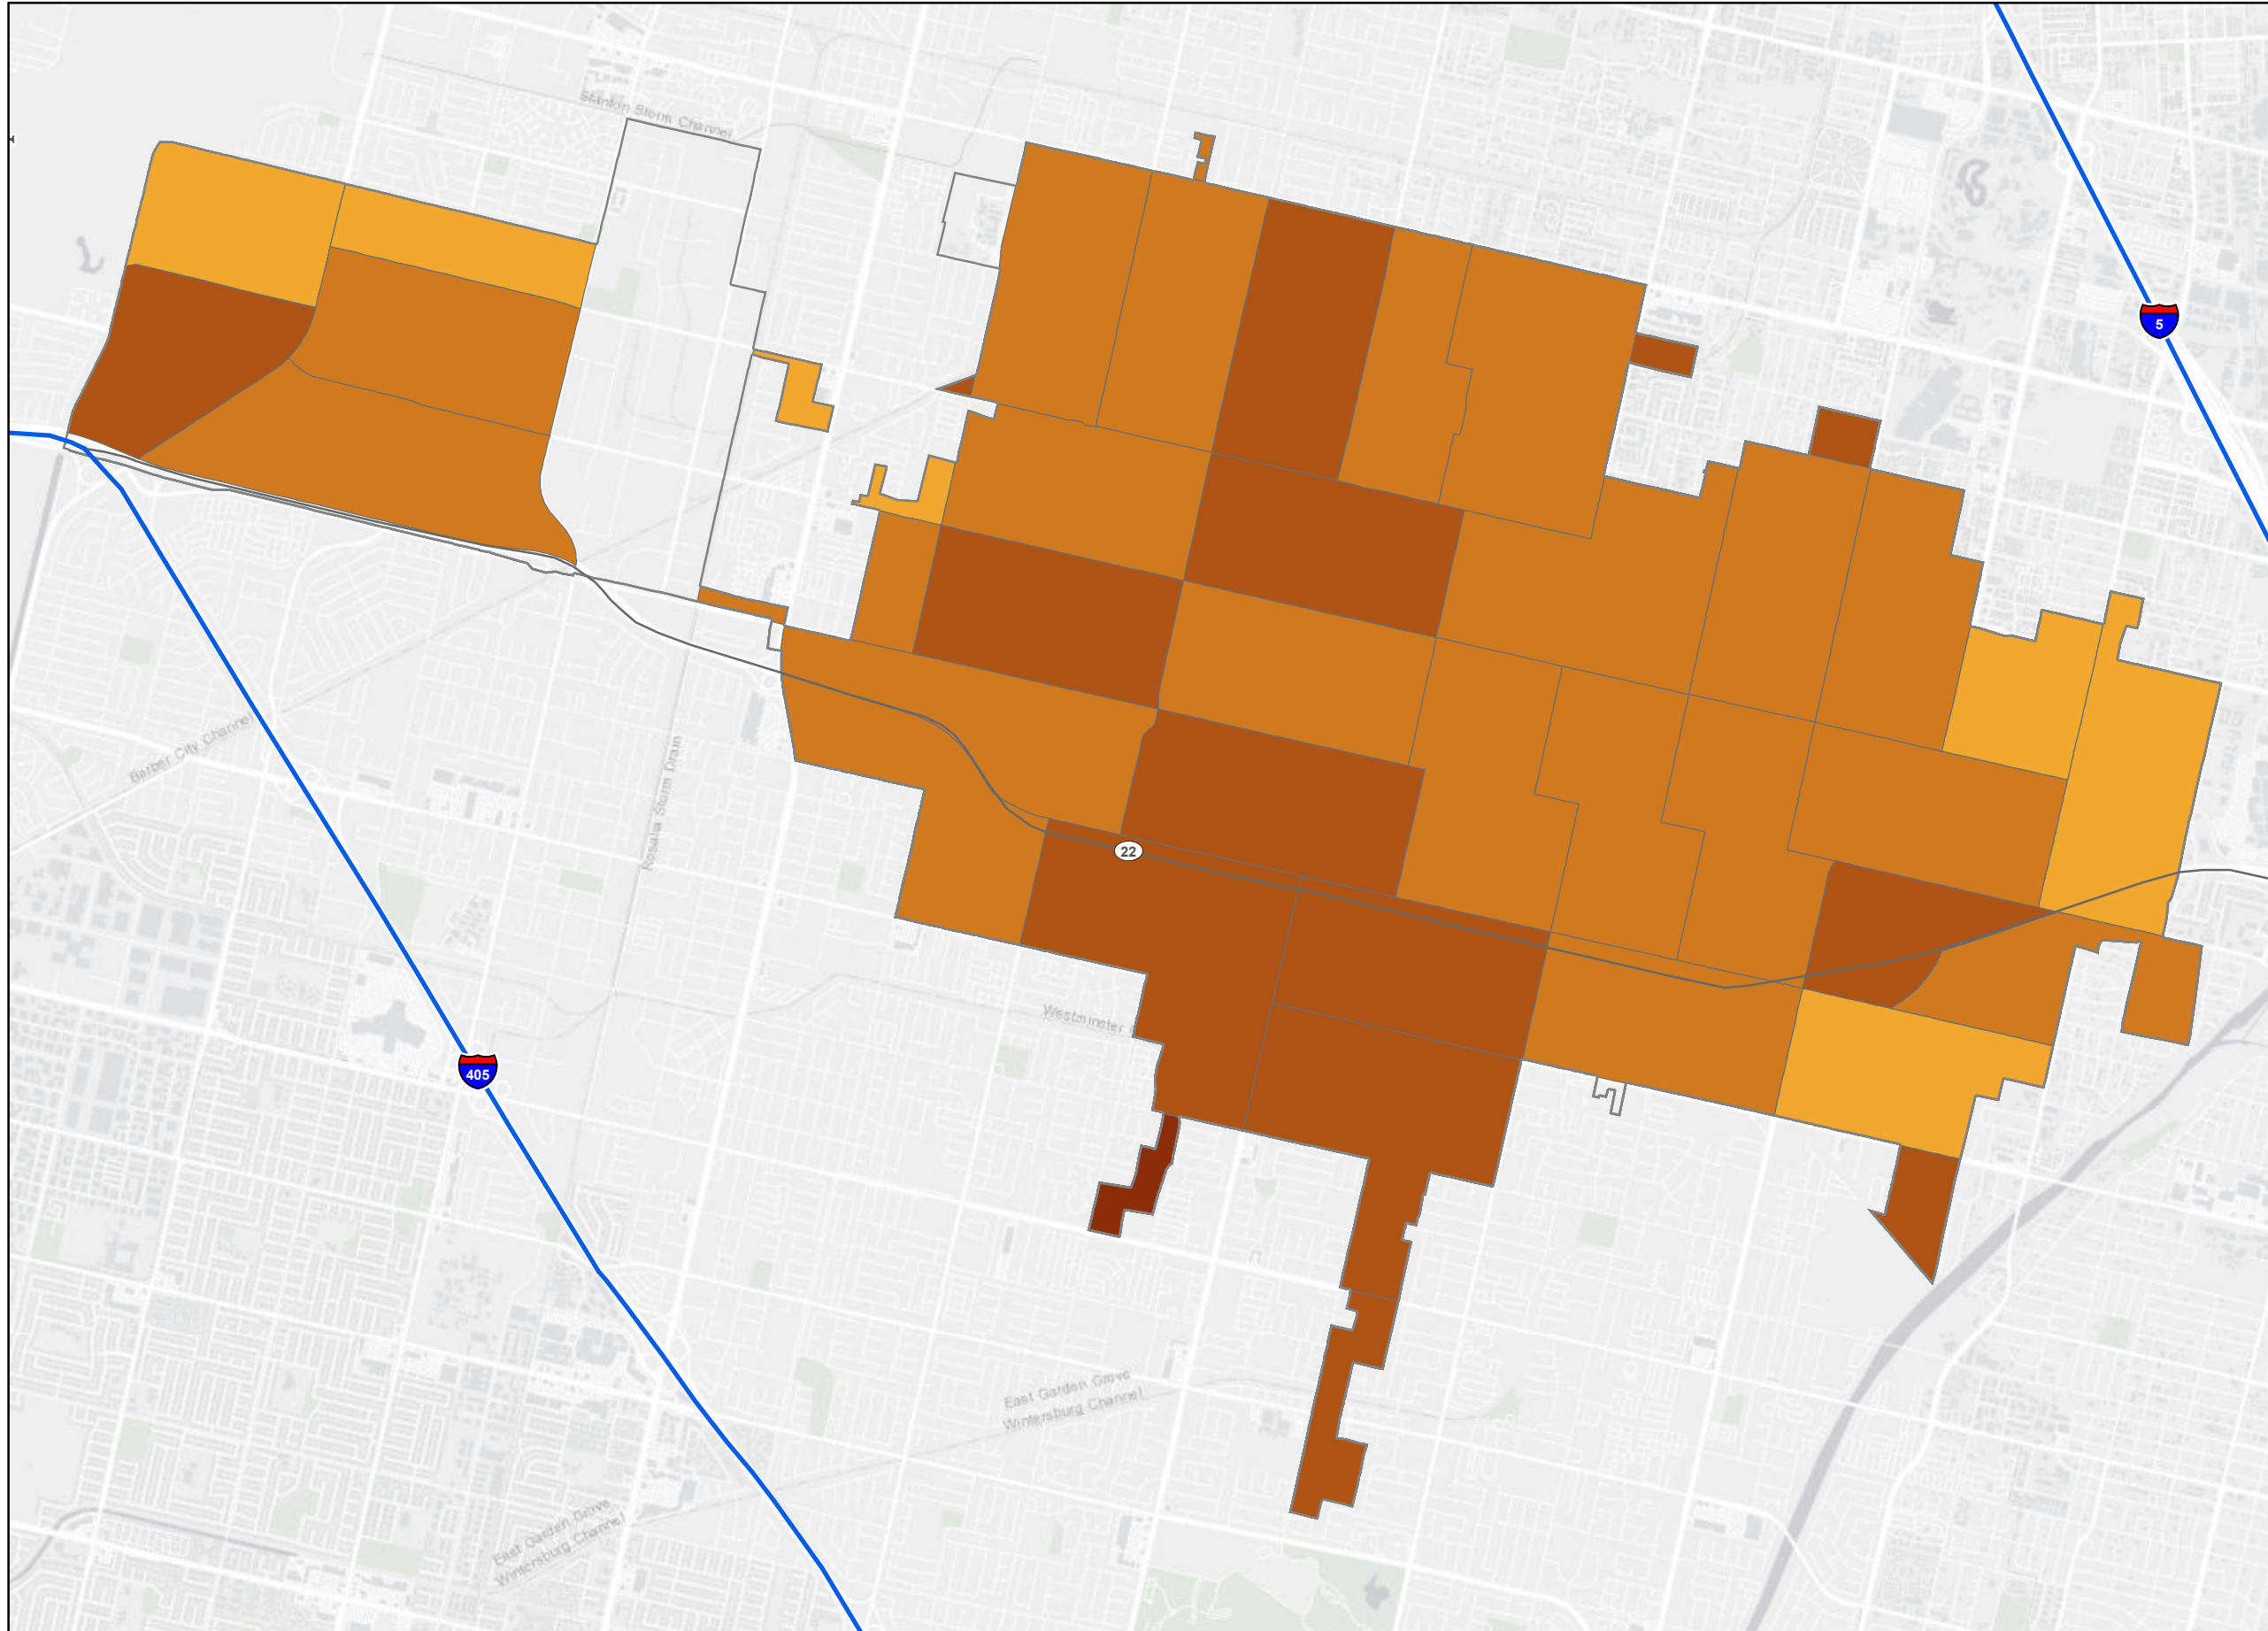 Stanton Storm Channel
5
Barber City Channel
Rosalia Storm Drain
22
Westminster
405
East Garden Grove
Wintersburg Channel
East Garden Grove
Wintersburg Channel